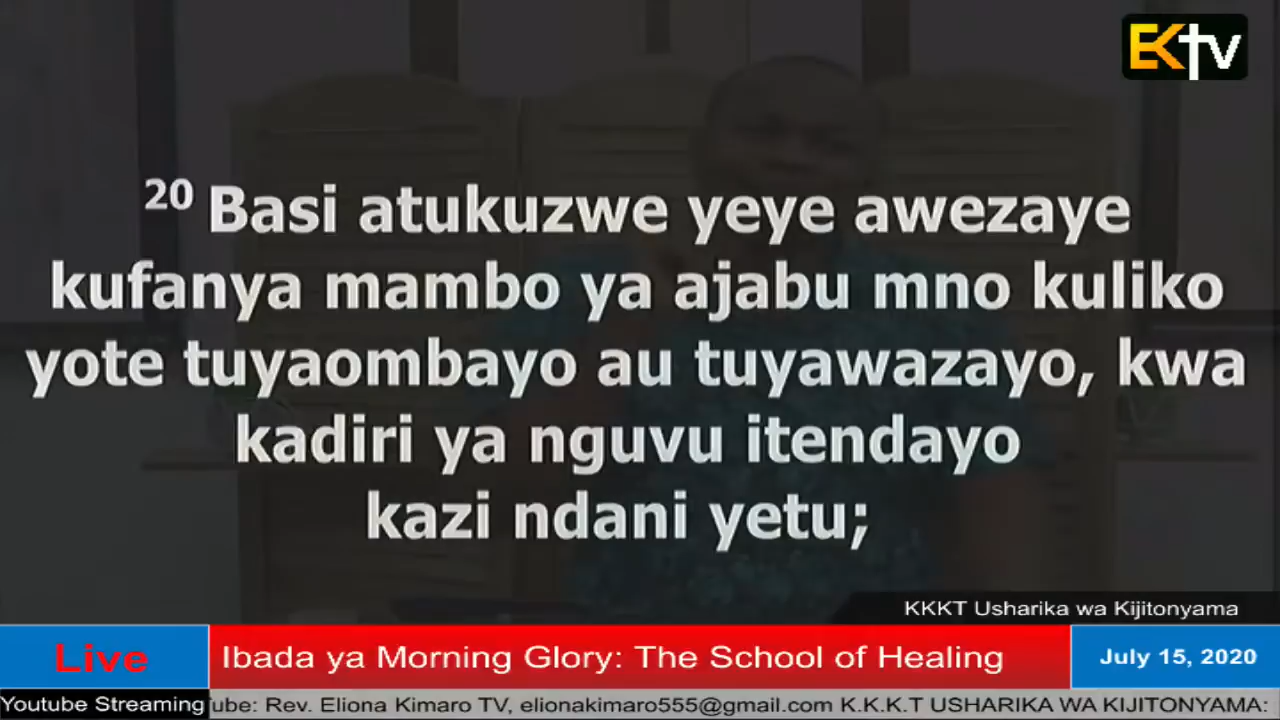 EKTV
20 Basi atukuzwe yeye awezaye
kufanya mambo ya ajabu mno kuliko
yote tuyaombayo au tuyawazayo, kwa
kadiri ya nguvu itendayo
kazi ndani yetu;
KKKT Usharika wa Kijitonyama
Live
Ibada ya Morning Glory: The School of Healing
July 15, 2020
Youtube Streaming
ube: Rev. Eliona Kimaro TV, elionakimaro555@gmail.com K.K.K.T USHARIKA WA KIJITONYAMA: